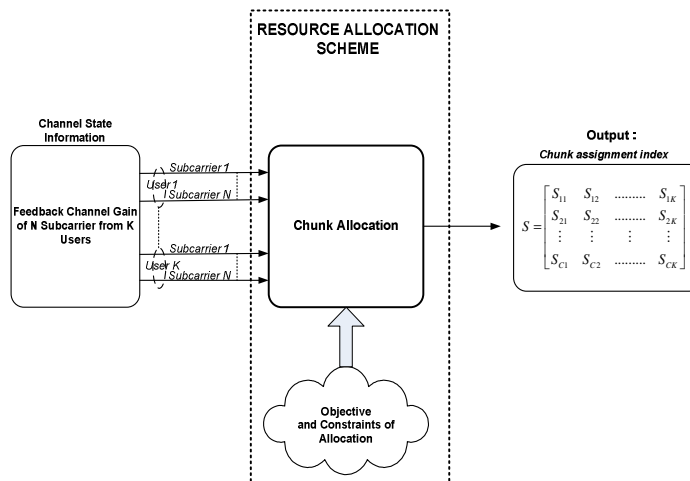 RESOURCE ALLOCATION
SCHEME
Channel State
Information
Feedback Channel Gain
of N Subcarrier from K
Users
Subcarrier 1
User 1
Subcarrier N
Subcarrier 1
User K
Subcarrier N
Chunk Allocation
Objective
and Constraints of
Allocation
Output :
Chunk assignment index
S = [ S11 S12 ......... S1K
S21 S22 ......... S2K
⋮ ⋮ ⋮ ⋮
SC1 SC2 ......... SCK ]